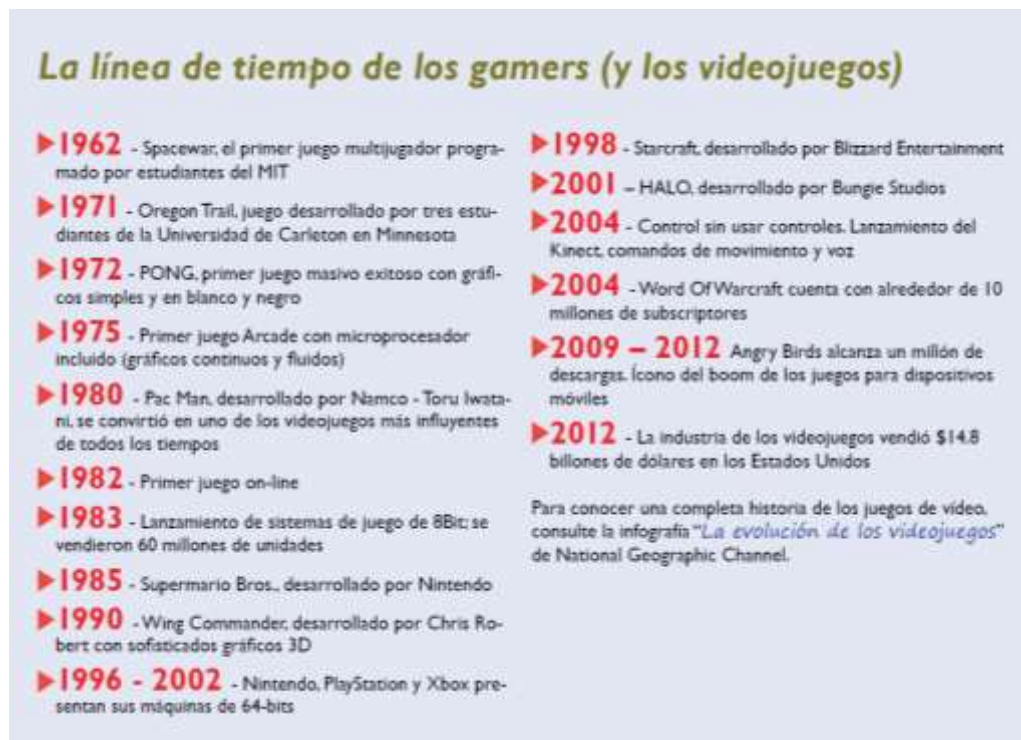 La línea de tiempo de los gamers (y los videojuegos)
▶1962 - Spacewar, el primer juego multijugador progra-
mado por estudiantes del MIT
▶1971 - Oregon Trail, juego desarrollado por tres estu-
diantes de la Universidad de Carleton en Minnesota
▶1972 - PONG, primer juego masivo exitoso con gráfi-
cos simples y en blanco y negro
▶1975 - Primer juego Arcade con microprocesador
incluido (gráficos continuos y fluidos)
▶1980 - Pac Man, desarrollado por Namco - Toru Iwata-
ni, se convirtió en uno de los videojuegos más influyentes
de todos los tiempos
▶1982 - Primer juego on-line
▶1983 - Lanzamiento de sistemas de juego de 8Bit; se
vendieron 60 millones de unidades
▶1985 - Supermario Bros., desarrollado por Nintendo
▶1990 - Wing Commander, desarrollado por Chris Ro-
bert con sofisticados gráficos 3D
▶1996 - 2002 - Nintendo, PlayStation y Xbox pre-
sentan sus máquinas de 64-bits
▶1998 - Starcraft, desarrollado por Blizzard Entertainment
▶2001 – HALO, desarrollado por Bungie Studios
▶2004 - Control sin usar controles. Lanzamiento del
Kinect, comandos de movimiento y voz
▶2004 - Word Of Warcraft cuenta con alrededor de 10
millones de subscriptores
▶2009 – 2012 Angry Birds alcanza un millón de
descargas. Ícono del boom de los juegos para dispositivos
móviles
▶2012 - La industria de los videojuegos vendió $14.8
billones de dólares en los Estados Unidos
Para conocer una completa historia de los juegos de vídeo,
consulte la infografía "La evolución de los videojuegos"
de National Geographic Channel.